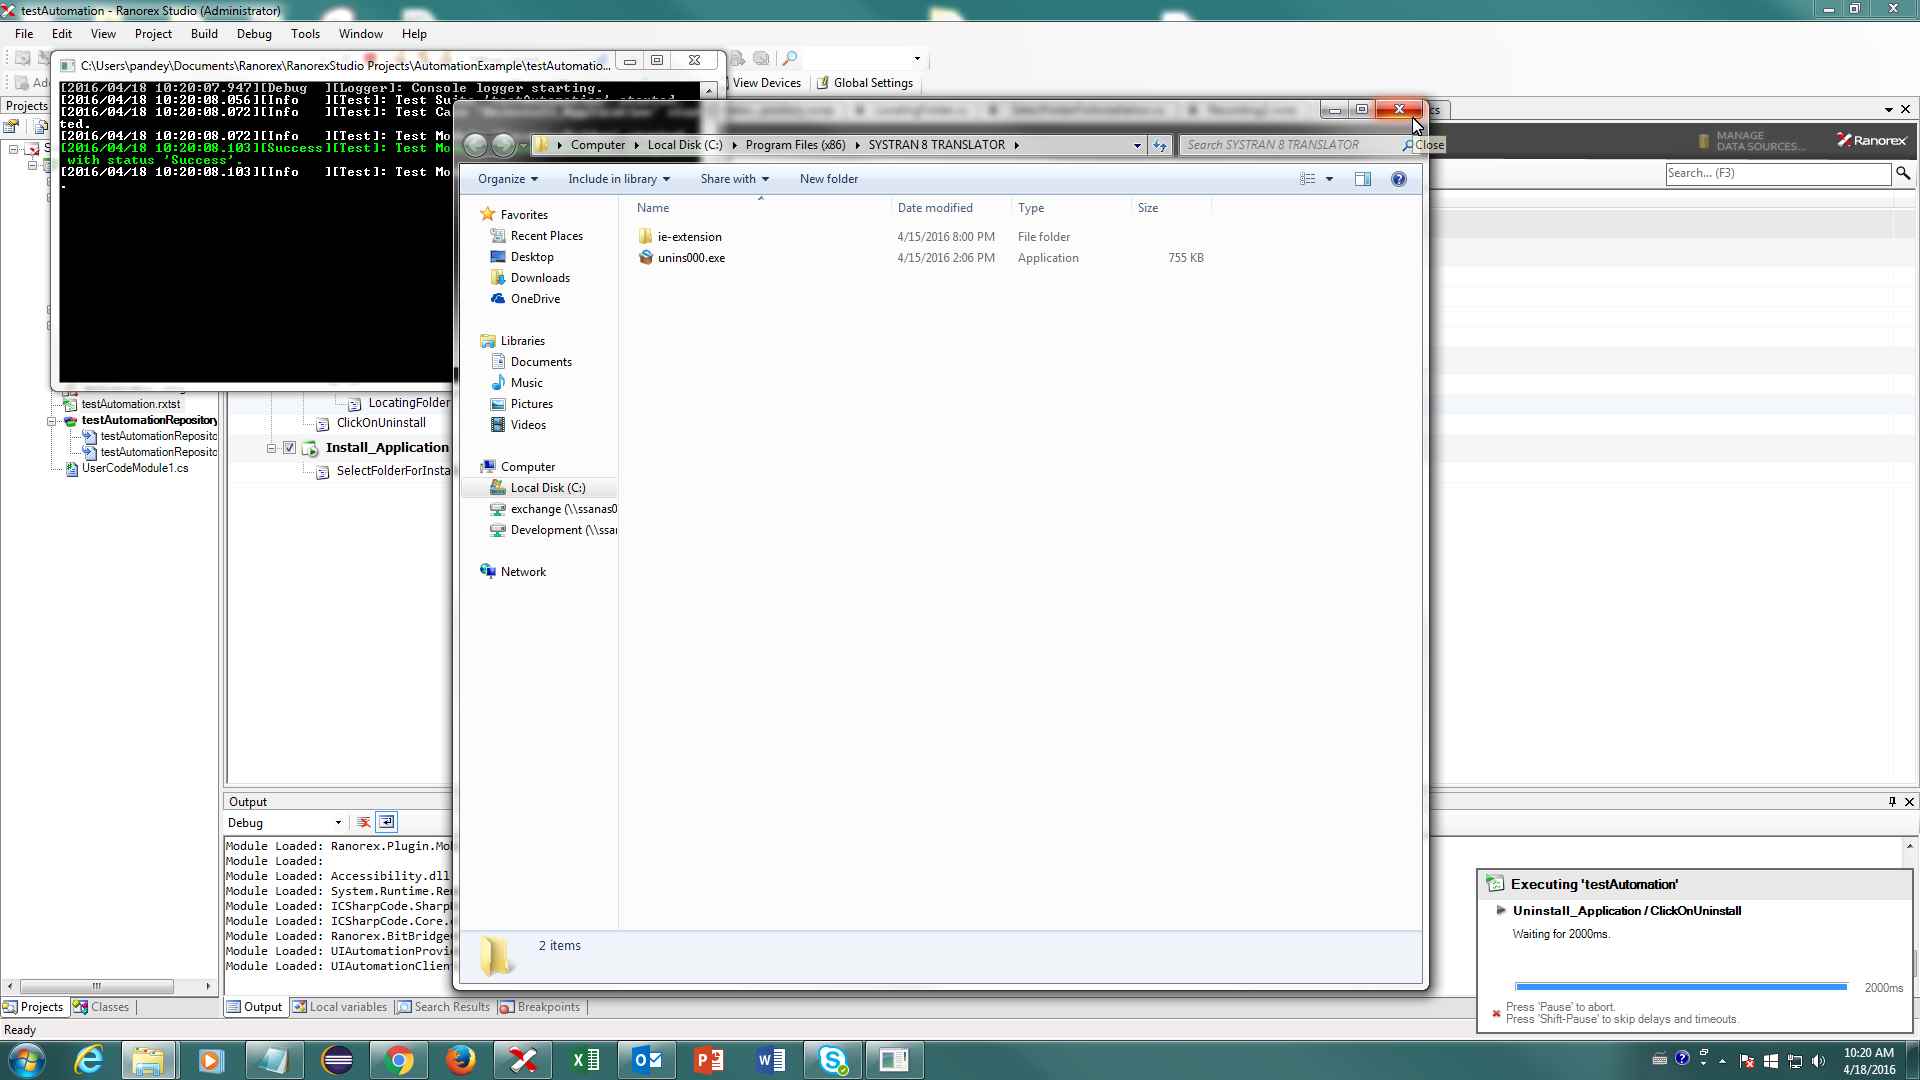 testAutomation - Ranorex Studio (Administrator)
File Edit View Project Build Debug Tools Window Help
C:\Users\pandey\Documents\Ranorex\RanorexStudio Projects\AutomationExample\testAutomatio...
View Devices Global Settings
[2016/04/18 10:20:07.947][Debug ][Logger]: Console logger starting.
[2016/04/18 10:20:08.056][Info ][Test]: Test Suite 'testAutomation' started.
[2016/04/18 10:20:08.072][Info ][Test]: Test Ca
ted.
[2016/04/18 10:20:08.072][Info ][Test]: Test Mo
[2016/04/18 10:20:08.103][Success][Test]: Test Mo
with status 'Success'.
[2016/04/18 10:20:08.103][Info ][Test]: Test Mo
Projects
MANAGE
DATA SOURCES...
Ranorex
Search... (F3)
Close
Computer Local Disk (C:) Program Files (x86) SYSTRAN 8 TRANSLATOR
Search SYSTRAN 8 TRANSLATOR
Organize Include in library Share with New folder
Name Date modified Type Size
ie-extension 4/15/2016 8:00 PM File folder
unins000.exe 4/15/2016 2:06 PM Application 755 KB
Favorites
Recent Places
Desktop
Downloads
OneDrive
Libraries
Documents
Music
Pictures
Videos
Computer
Local Disk (C:)
exchange (\\ssanas0
Development (\\ssa
Network
2 items
testAutomation.rxtst
testAutomationRepository
testAutomationReposito
testAutomationReposito
UserCodeModule1.cs
LocatingFolder
ClickOnUninstall
Install_Application
SelectFolderForInsta
Output
Debug
Module Loaded: Ranorex.Plugin.Mo
Module Loaded:
Module Loaded: Accessibility.dll
Module Loaded: System.Runtime.Re
Module Loaded: ICSharpCode.Sharp
Module Loaded: ICSharpCode.Core.
Module Loaded: Ranorex.BitBridge
Module Loaded: UIAutomationProvi
Module Loaded: UIAutomationClien
Projects Classes
Output Local variables Search Results Breakpoints
Ready
Executing 'testAutomation'
Uninstall_Application / ClickOnUninstall
Waiting for 2000ms.
2000ms
Press 'Pause' to abort.
Press 'Shift-Pause' to skip delays and timeouts.
10:20 AM
4/18/2016